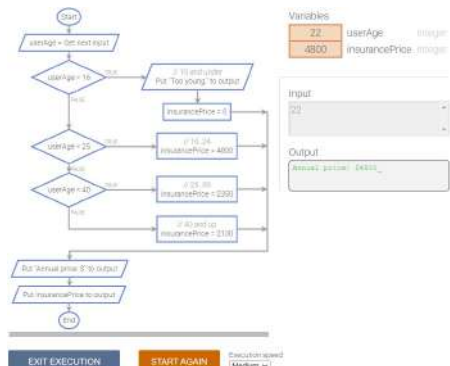 Start
userAge = Get next input
userAge < 16
TRUE
FALSE
// 15 and under
Put "Too young." to output
insurancePrice = 0
userAge < 25
TRUE
FALSE
// 16..24
insurancePrice = 4800
userAge < 40
TRUE
FALSE
// 25..39
insurancePrice = 2350
// 40 and up
insurancePrice = 2100
Put "Annual price: $" to output
Put insurancePrice to output
End
EXIT EXECUTION
START AGAIN
Execution speed
Medium
Variables
22 userAge integer
4800 insurancePrice integer
Input
22
Output
Annual price: $4800